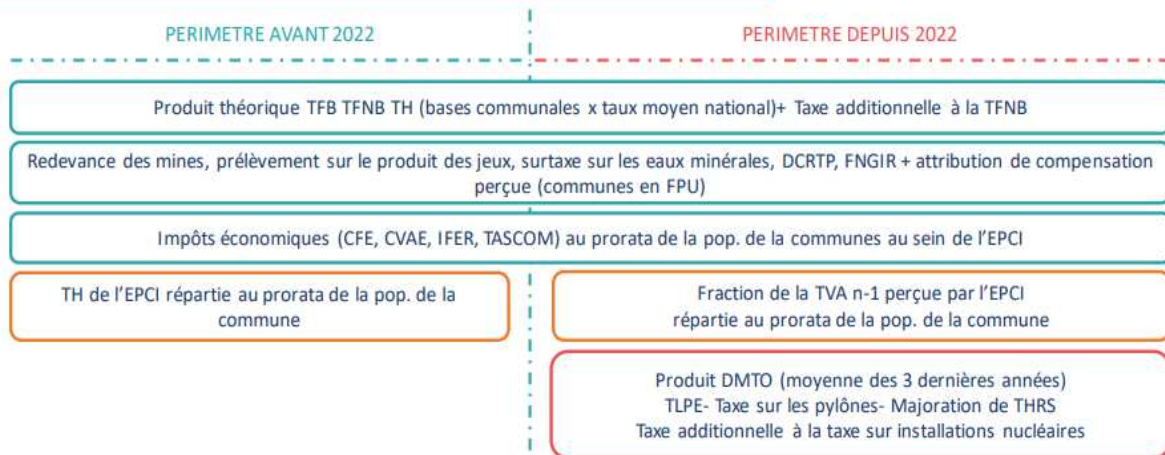 PERIMETRE AVANT 2022
PERIMETRE DEPUIS 2022
Produit théorique TFB TFNB TH (bases communales x taux moyen national)+ Taxe additionnelle à la TFNB
Redevance des mines, prélèvement sur le produit des jeux, surtaxe sur les eaux minérales, DCRTP, FNGIR + attribution de compensation
perçue (communes en FPU)
Impôts économiques (CFE, CVAE, IFER, TASCOM) au prorata de la pop. de la communes au sein de l'EPCI
TH de l'EPCI répartie au prorata de la pop. de la
commune
Fraction de la TVA n-1 perçue par l'EPCI
répartie au prorata de la pop. de la commune
Produit DMTO (moyenne des 3 dernières années)
TLPE- Taxe sur les pylônes- Majoration de THRS
Taxe additionnelle à la taxe sur installations nucléaires